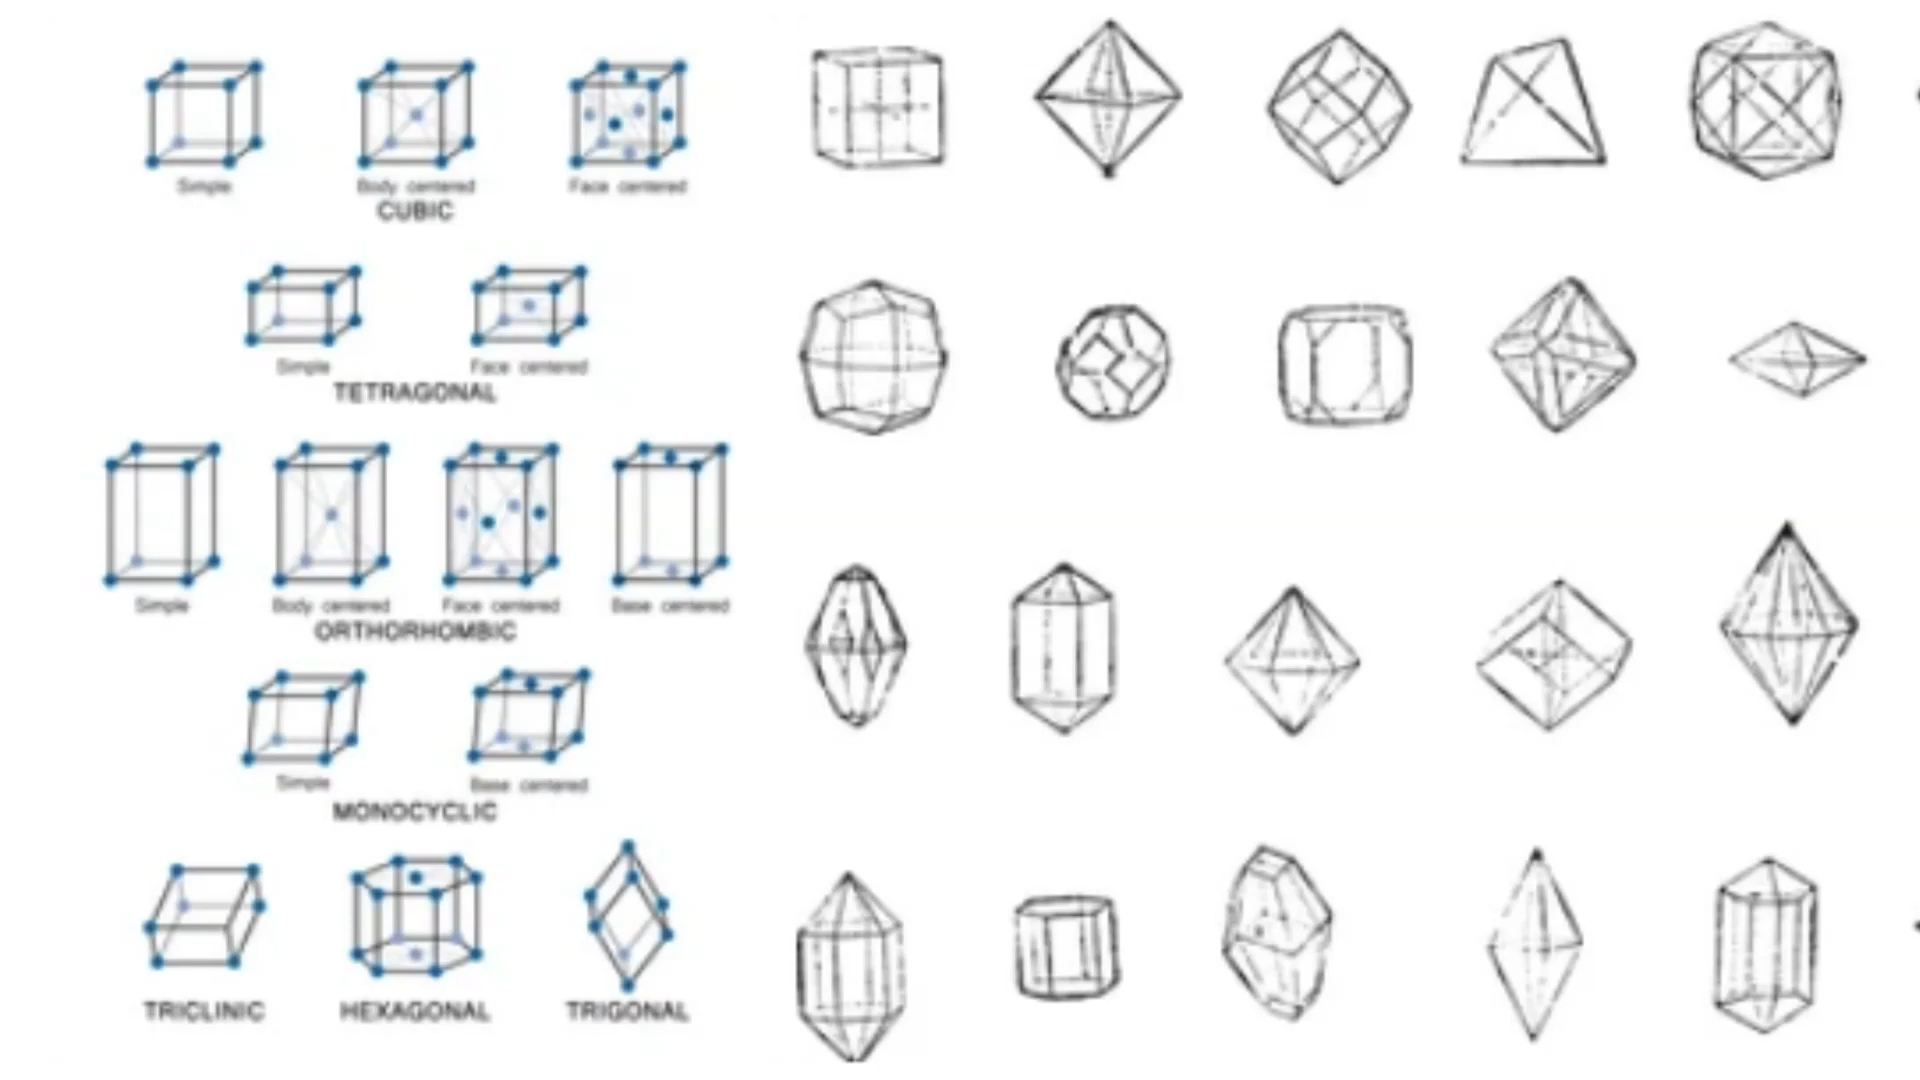 Simple Body centered Face centered
CUBIC
Simple Face centered
TETRAGONAL
Simple Body centered Face centered Base centered
ORTHORHOMBIC
Simple Base centered
MONOCYCLIC
TRICLINIC HEXAGONAL TRIGONAL